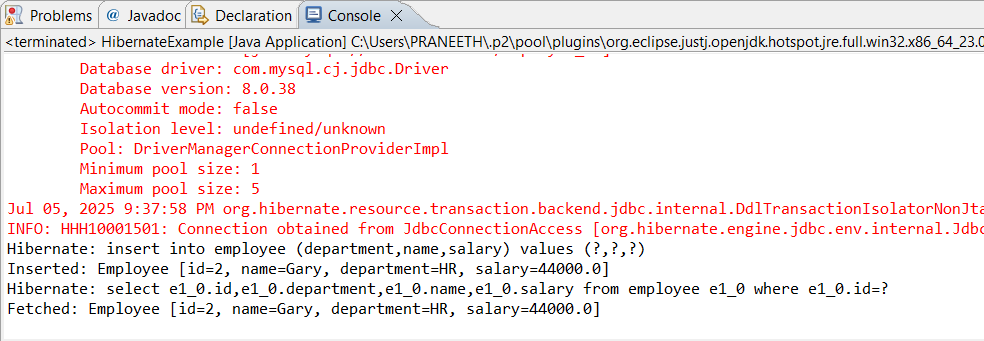 Problems @ Javadoc Declaration Console
<terminated> HibernateExample [Java Application] C:\Users\PRANEETH\.p2\pool\plugins\org.eclipse.justj.openjdk.hotspot.jre.full.win32.x86_64_23.0
Database driver: com.mysql.cj.jdbc.Driver
Database version: 8.0.38
Autocommit mode: false
Isolation level: undefined/unknown
Pool: DriverManagerConnectionProviderImpl
Minimum pool size: 1
Maximum pool size: 5
Jul 05, 2025 9:37:58 PM org.hibernate.resource.transaction.backend.jdbc.internal.DdlTransactionIsolatorNonJta
INFO: HHH10001501: Connection obtained from JdbcConnectionAccess [org.hibernate.engine.jdbc.env.internal.Jdbc
Hibernate: insert into employee (department,name,salary) values (?,?,?)
Inserted: Employee [id=2, name=Gary, department=HR, salary=44000.0]
Hibernate: select e1_0.id,e1_0.department,e1_0.name,e1_0.salary from employee e1_0 where e1_0.id=?
Fetched: Employee [id=2, name=Gary, department=HR, salary=44000.0]